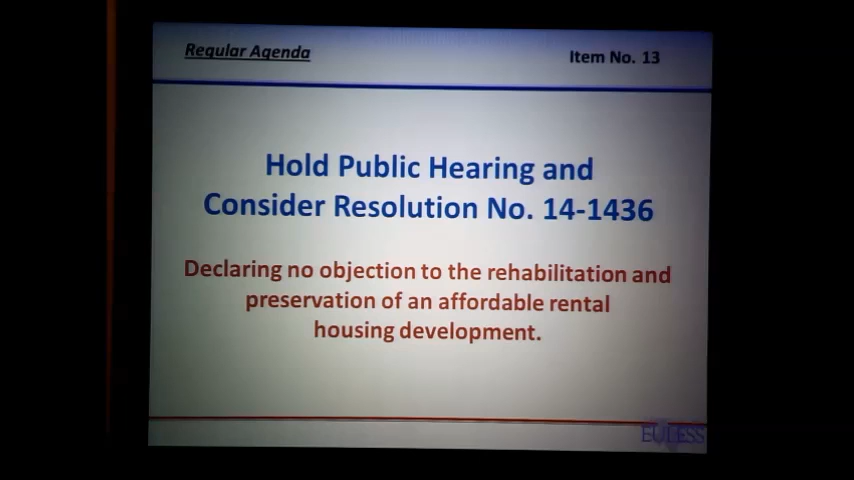 Regular Agenda
Item No. 13
Hold Public Hearing and
Consider Resolution No. 14-1436
Declaring no objection to the rehabilitation and
preservation of an affordable rental
housing development.
EULESS